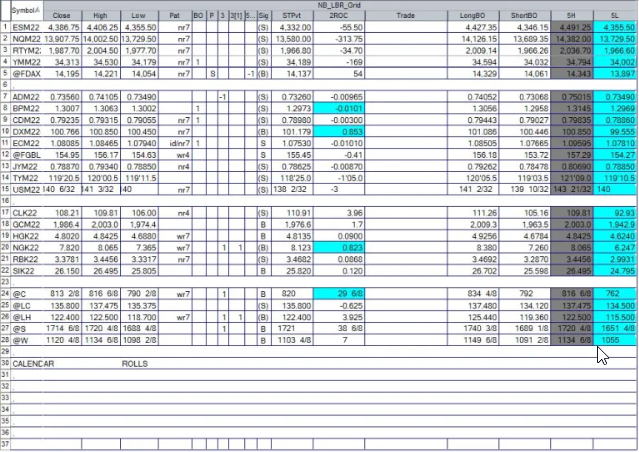 NB_LBR_Grid
Symbol Close High Low Pat BO P 3 3[1] 5... Sig STPvt 2ROC Trade LongBO ShortBO 5H 5L
1 ESM22 4,386.75 4,406.25 4,355.50 nr7 (S) 4,332.00 -55.50 4,427.35 4,346.15 4,491.25 4,355.50
2 NQM22 13,907.75 14,002.50 13,729.50 nr7 (S) 13,580.00 -313.75 14,126.15 13,689.35 14,382.00 13,729.50
3 RTYM2: 1,987.70 2,004.50 1,977.70 nr7 (S) 1,966.80 -34.70 2,009.14 1,966.26 2,036.70 1,966.60
4 YMM22 34,313 34,530 34,179 nr7 1 (S) 34,189 -169 34,594 34,032 34,794 34,002
5 @FDAX 14,195 14,221 14,054 nr7 S -1 (B) 14,137 54 14,329 14,061 14,343 13,897
6
7 ADM22 0.73560 0.74105 0.73490 -1 (S) 0.73260 -0.00965 0.74052 0.73068 0.75015 0.73490
8 BPM22 1.3007 1.3063 1.3002 1 (S) 1.2973 -0.0101 1.3056 1.2958 1.3145 1.2969
9 CDM22 0.79235 0.79315 0.79055 nr7 1 (S) 0.78980 -0.00300 0.79443 0.79027 0.79835 0.78860
10 DXM22 100.766 100.850 100.450 nr7 (B) 101.179 0.853 101.086 100.446 100.850 99.555
11 ECM22 1.08085 1.08465 1.07940 id/nr7 1 S 1.07530 -0.01010 1.08505 1.07665 1.09595 1.07810
12 @FGBL 154.95 156.17 154.63 wr4 S 155.45 -0.41 156.18 153.72 157.29 154.27
13 JYM22 0.78870 0.79340 0.78850 nr4 (S) 0.78625 -0.00870 0.79262 0.78478 0.80690 0.78850
14 TYM22 119'20.5 120'00.5 119'11.5 (S) 118'25.0 -1'05.0 120'05.5 119'03.5 121'09.0 119'10.5
15 USM22 140 6/32 141 3/32 140 nr7 (S) 138 2/32 -3 141 2/32 139 10/32 143 21/32 140
16
17 CLK22 108.21 109.81 106.00 nr4 (S) 110.91 3.96 111.26 105.16 109.81 92.93
18 GCM22 1,986.4 2,003.0 1,974.4 B 1,976.6 1.7 2,009.3 1,963.5 2,003.0 1,942.9
19 HGK22 4.8020 4.8425 4.6880 wr7 B 4.8135 0.0900 4.9256 4.6784 4.8425 4.6240
20 NGK22 7.820 8.065 7.365 wr7 1 1 (B) 8.123 0.823 8.380 7.260 8.065 6.247
21 RBK22 3.3781 3.4456 3.3317 nr7 (S) 3.4682 0.0868 3.4692 3.2870 3.4456 2.9931
22 SIK22 26.150 26.495 25.805 B 25.820 0.120 26.702 25.598 26.495 24.795
23
24 @C 813 2/8 816 6/8 790 2/8 wr7 1 B 820 29 6/8 834 4/8 792 816 6/8 762
25 @LC 135.800 137.475 135.375 (S) 135.800 -0.625 137.480 134.120 137.475 134.500
26 @LH 122.400 122.500 118.700 wr7 1 1 (B) 122.400 3.925 125.440 119.360 122.500 115.500
27 @S 1714 6/8 1720 4/8 1688 4/8 1 B 1721 38 6/8 1740 3/8 1689 1/8 1720 4/8 1651 4/8
28 @W 1120 4/8 1134 6/8 1098 2/8 B 1103 4/8 7 1149 6/8 1091 2/8 1134 6/8 1055
29
30 CALENDAR ROLLS
31
32
33
34
35
36
37